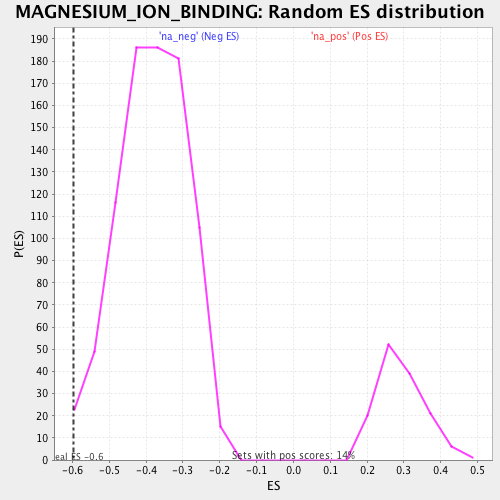 MAGNESIUM_ION_BINDING: Random ES distribution
'na_neg' (Neg ES) 'na_pos' (Pos ES)
190
180
170
160
150
140
130
120
110
100
90
80
70
60
50
40
30
20
10
0
P(ES)
eal ES -0.6
Sets with pos scores: 14%
-0.6 -0.5 -0.4 -0.3 -0.2 -0.1 0.0 0.1 0.2 0.3 0.4 0.5
ES